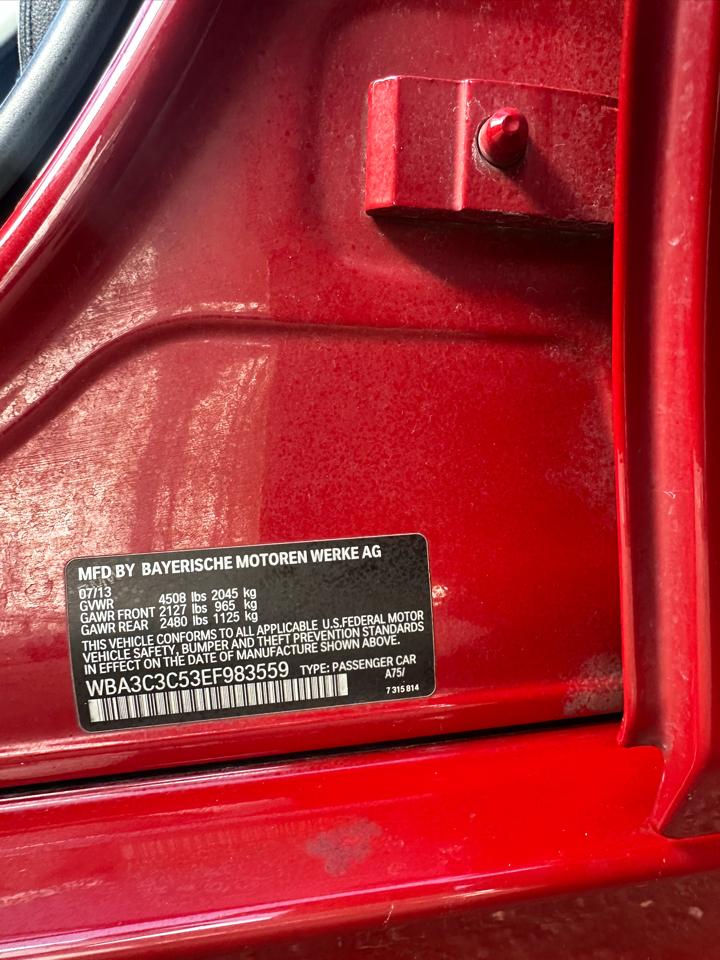 MFD BY BAYERISCHE MOTOREN WERKE AG
07/13
GVWR 4508 lbs 2045 kg
GAWR FRONT 2127 lbs 965 kg
GAWR REAR 2480 lbs 1125 kg
THIS VEHICLE CONFORMS TO ALL APPLICABLE U.S.FEDERAL MOTOR
VEHICLE SAFETY, BUMPER AND THEFT PREVENTION STANDARDS
IN EFFECT ON THE DATE OF MANUFACTURE SHOWN ABOVE.
WBA3C3C53EF983559 TYPE: PASSENGER CAR
A75/
7 315 814